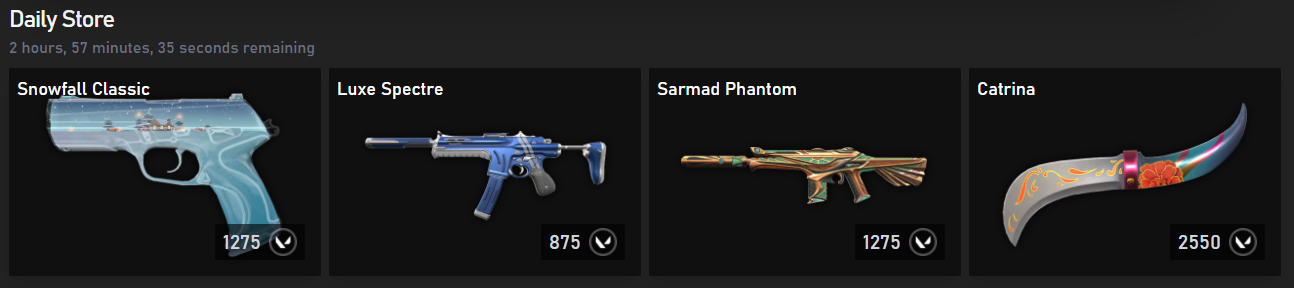 Daily Store
2 hours, 57 minutes, 35 seconds remaining
Snowfall Classic
1275
Luxe Spectre
875
Sarmad Phantom
1275
Catrina
2550